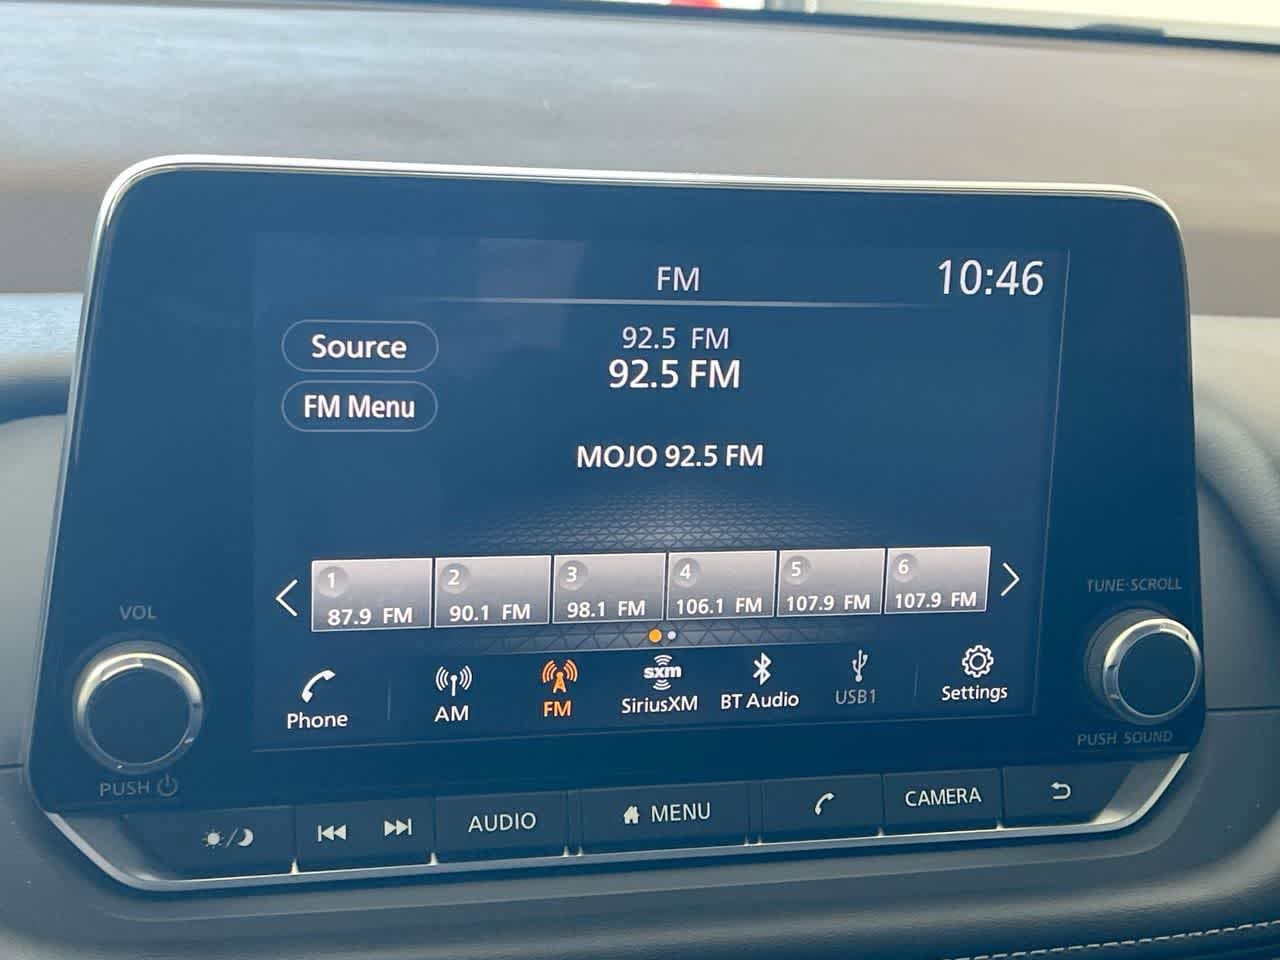 FM
10:46
Source
92.5 FM
92.5 FM
FM Menu
MOJO 92.5 FM
1
87.9 FM
2
90.1 FM
3
98.1 FM
4
106.1 FM
5
107.9 FM
6
107.9 FM
Phone
AM
FM
sxm
SiriusXM
BT Audio
USB1
Settings
VOL
PUSH
TUNE·SCROLL
PUSH SOUND
AUDIO
MENU
CAMERA